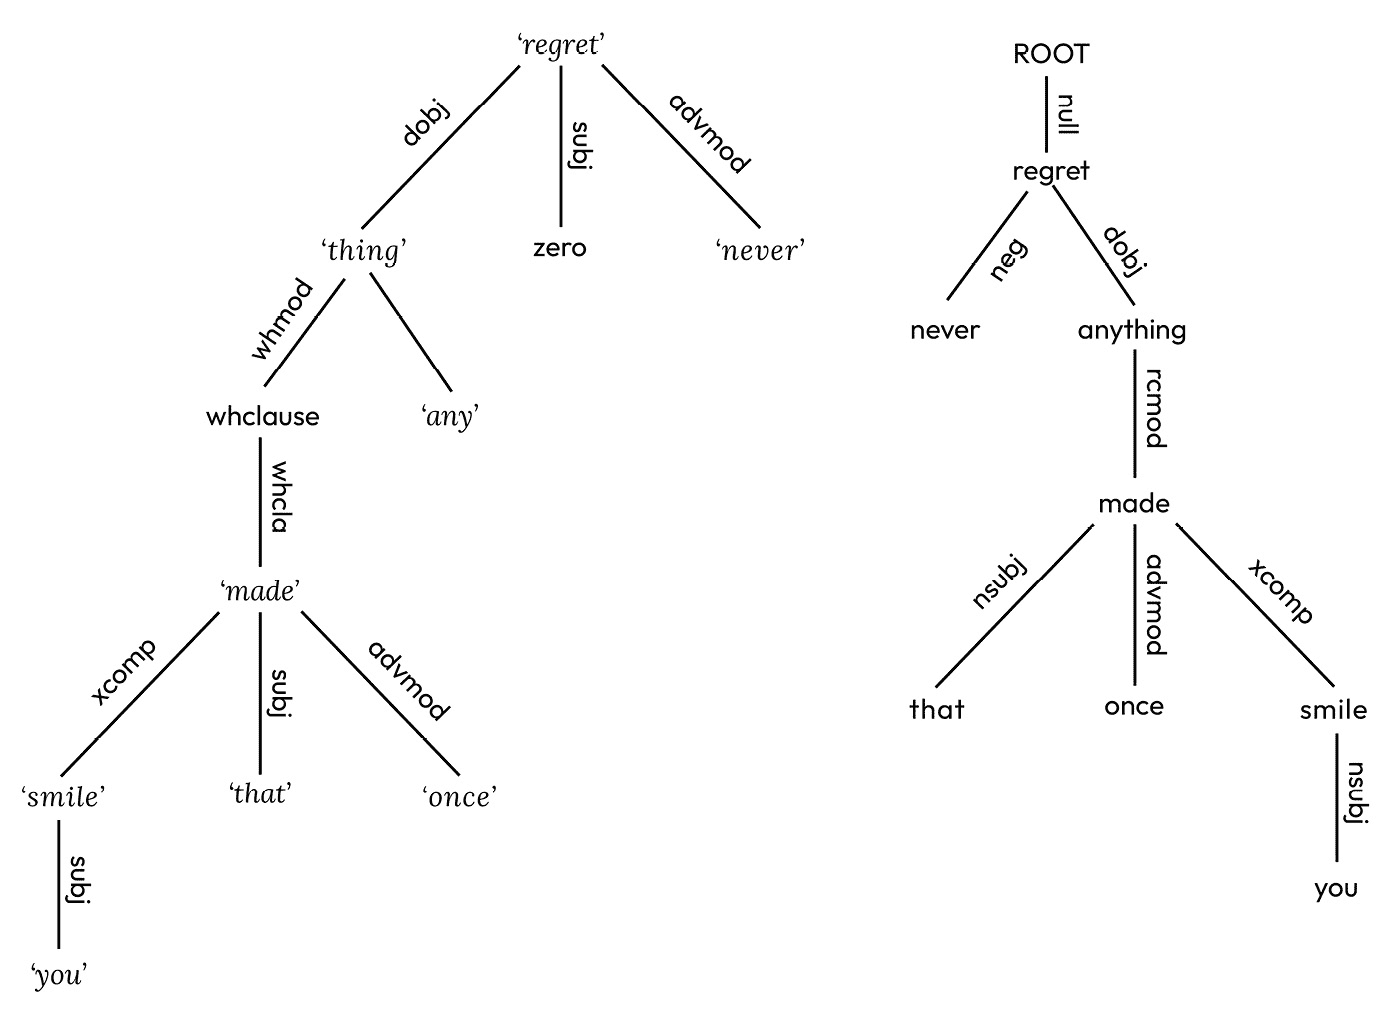 ‘regret’
dobj
subj
advmod
‘thing’
zero
‘never’
whmod
whclause
‘any’
whcla
‘made’
xcomp
subj
advmod
‘smile’
‘that’
‘once’
subj
‘you’
ROOT
null
regret
neg
dobj
never
anything
rcmod
made
nsubj
advmod
xcomp
that
once
smile
nsubj
you